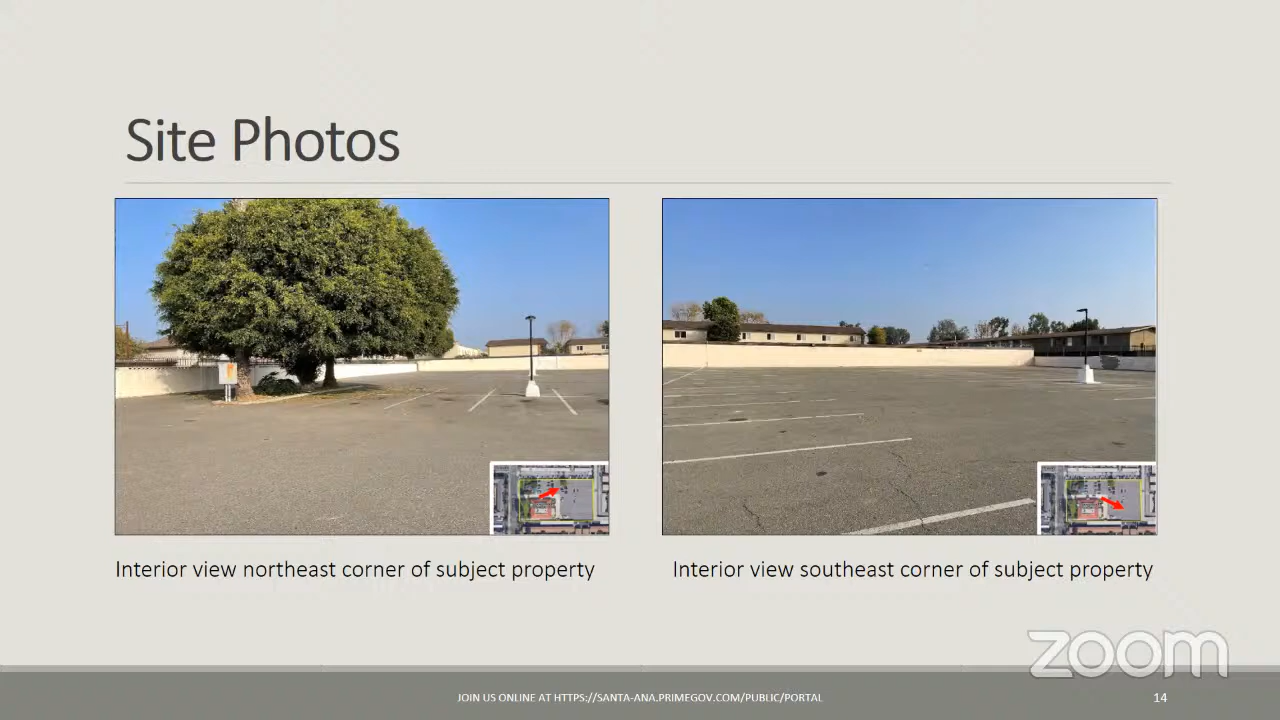 Site Photos
Interior view northeast corner of subject property
Interior view southeast corner of subject property
zoom
JOIN US ONLINE AT HTTPS://SANTA-ANA.PRIMEGOV.COM/PUBLIC/PORTAL
14